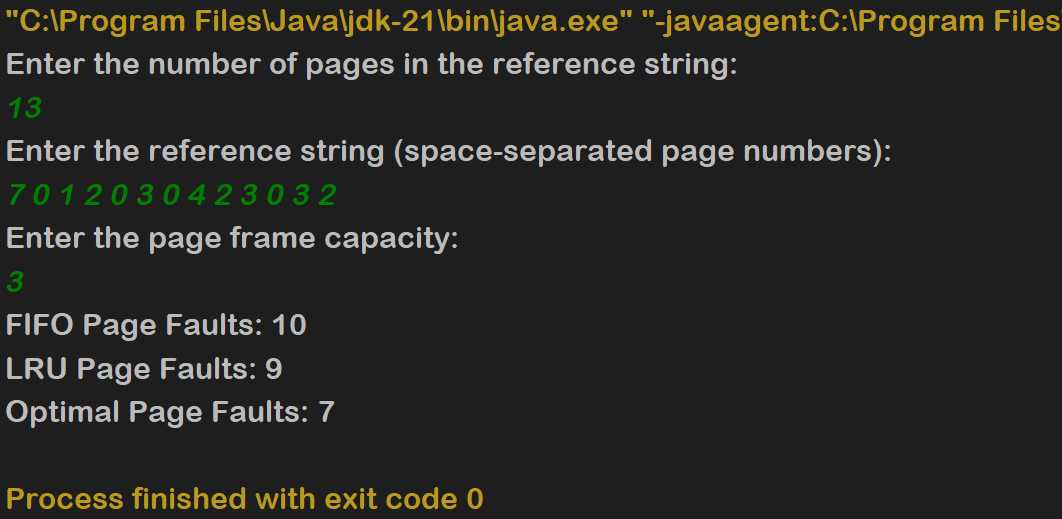 "C:\Program Files\Java\jdk-21\bin\java.exe" "-javaagent:C:\Program Files
Enter the number of pages in the reference string:
13
Enter the reference string (space-separated page numbers):
7 0 1 2 0 3 0 4 2 3 0 3 2
Enter the page frame capacity:
3
FIFO Page Faults: 10
LRU Page Faults: 9
Optimal Page Faults: 7
Process finished with exit code 0